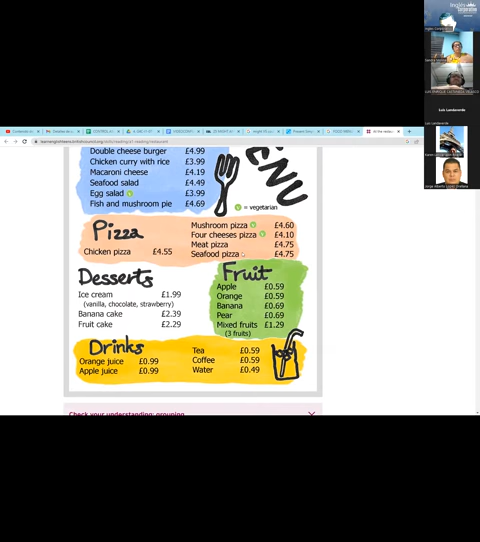 Double cheese burger £4.99
Chicken curry with rice £3.99
Macaroni cheese £4.19
Seafood salad £4.49
Egg salad V £3.99
Fish and mushroom pie £4.69
ENU
V = vegetarian
Pizza
Chicken pizza £4.55
Mushroom pizza V £4.60
Four cheeses pizza V £4.10
Meat pizza £4.75
Seafood pizza £4.75
Desserts
Ice cream £1.99
(vanilla, chocolate, strawberry)
Banana cake £2.39
Fruit cake £2.29
Fruit
Apple £0.59
Orange £0.59
Banana £0.69
Pear £0.69
Mixed fruits £1.29
(3 fruits)
Drinks
Orange juice £0.99
Apple juice £0.99
Tea £0.59
Coffee £0.59
Water £0.49
Check your understanding: grouping
Luis Landaverde